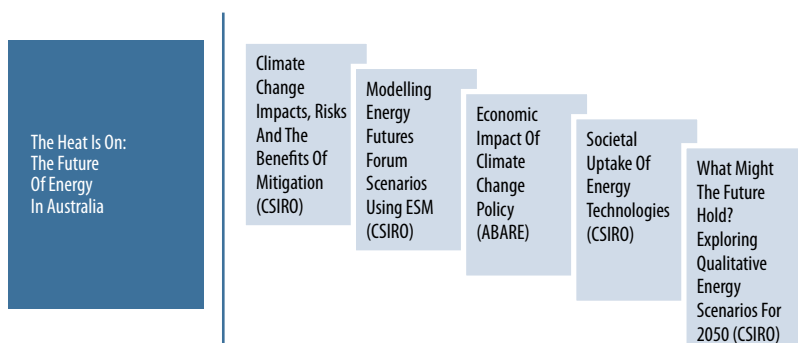 The Heat Is On:
The Future
Of Energy
In Australia
Climate
Change
Impacts, Risks
And The
Benefits Of
Mitigation
(CSIRO)
Modelling
Energy
Futures
Forum
Scenarios
Using ESM
(CSIRO)
Economic
Impact Of
Climate
Change
Policy
(ABARE)
Societal
Uptake Of
Energy
Technologies
(CSIRO)
What Might
The Future
Hold?
Exploring
Qualitative
Energy
Scenarios For
2050 (CSIRO)